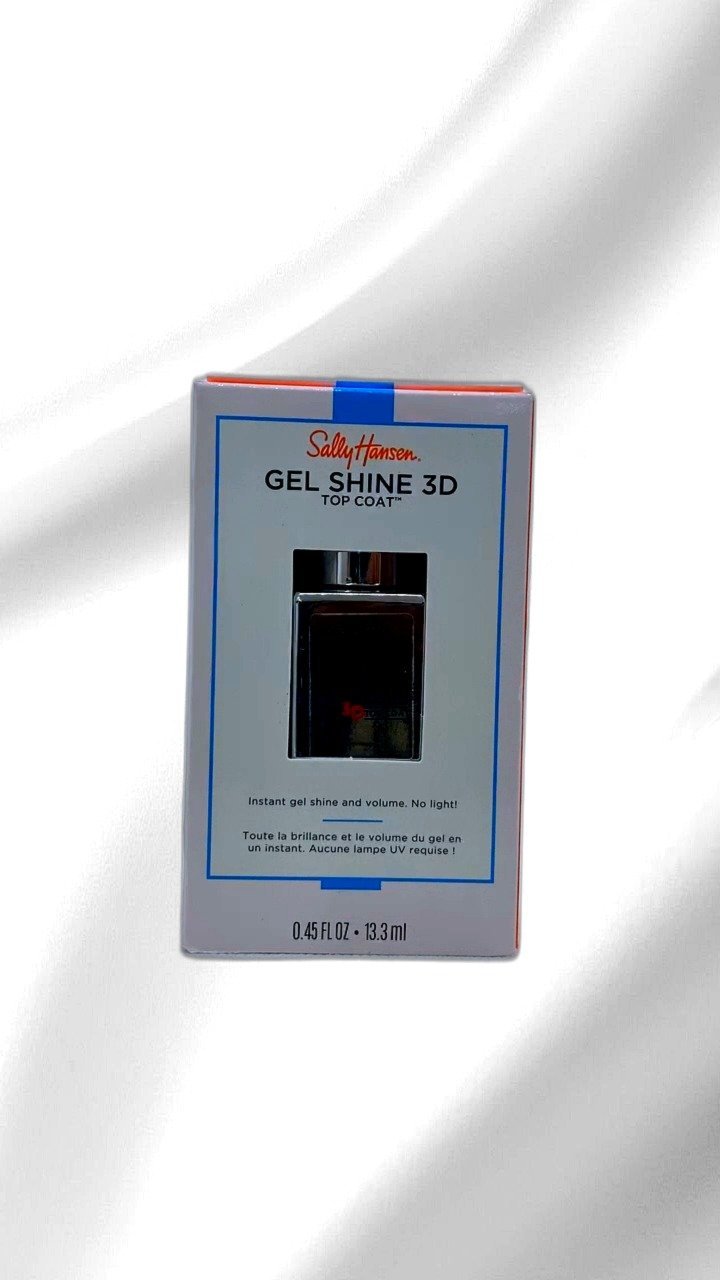 Sally Hansen.
GEL SHINE 3D
TOP COAT™
Instant gel shine and volume. No light!
Toute la brillance et le volume du gel en
un instant. Aucune lampe UV requise !
0.45 FL OZ • 13.3 ml